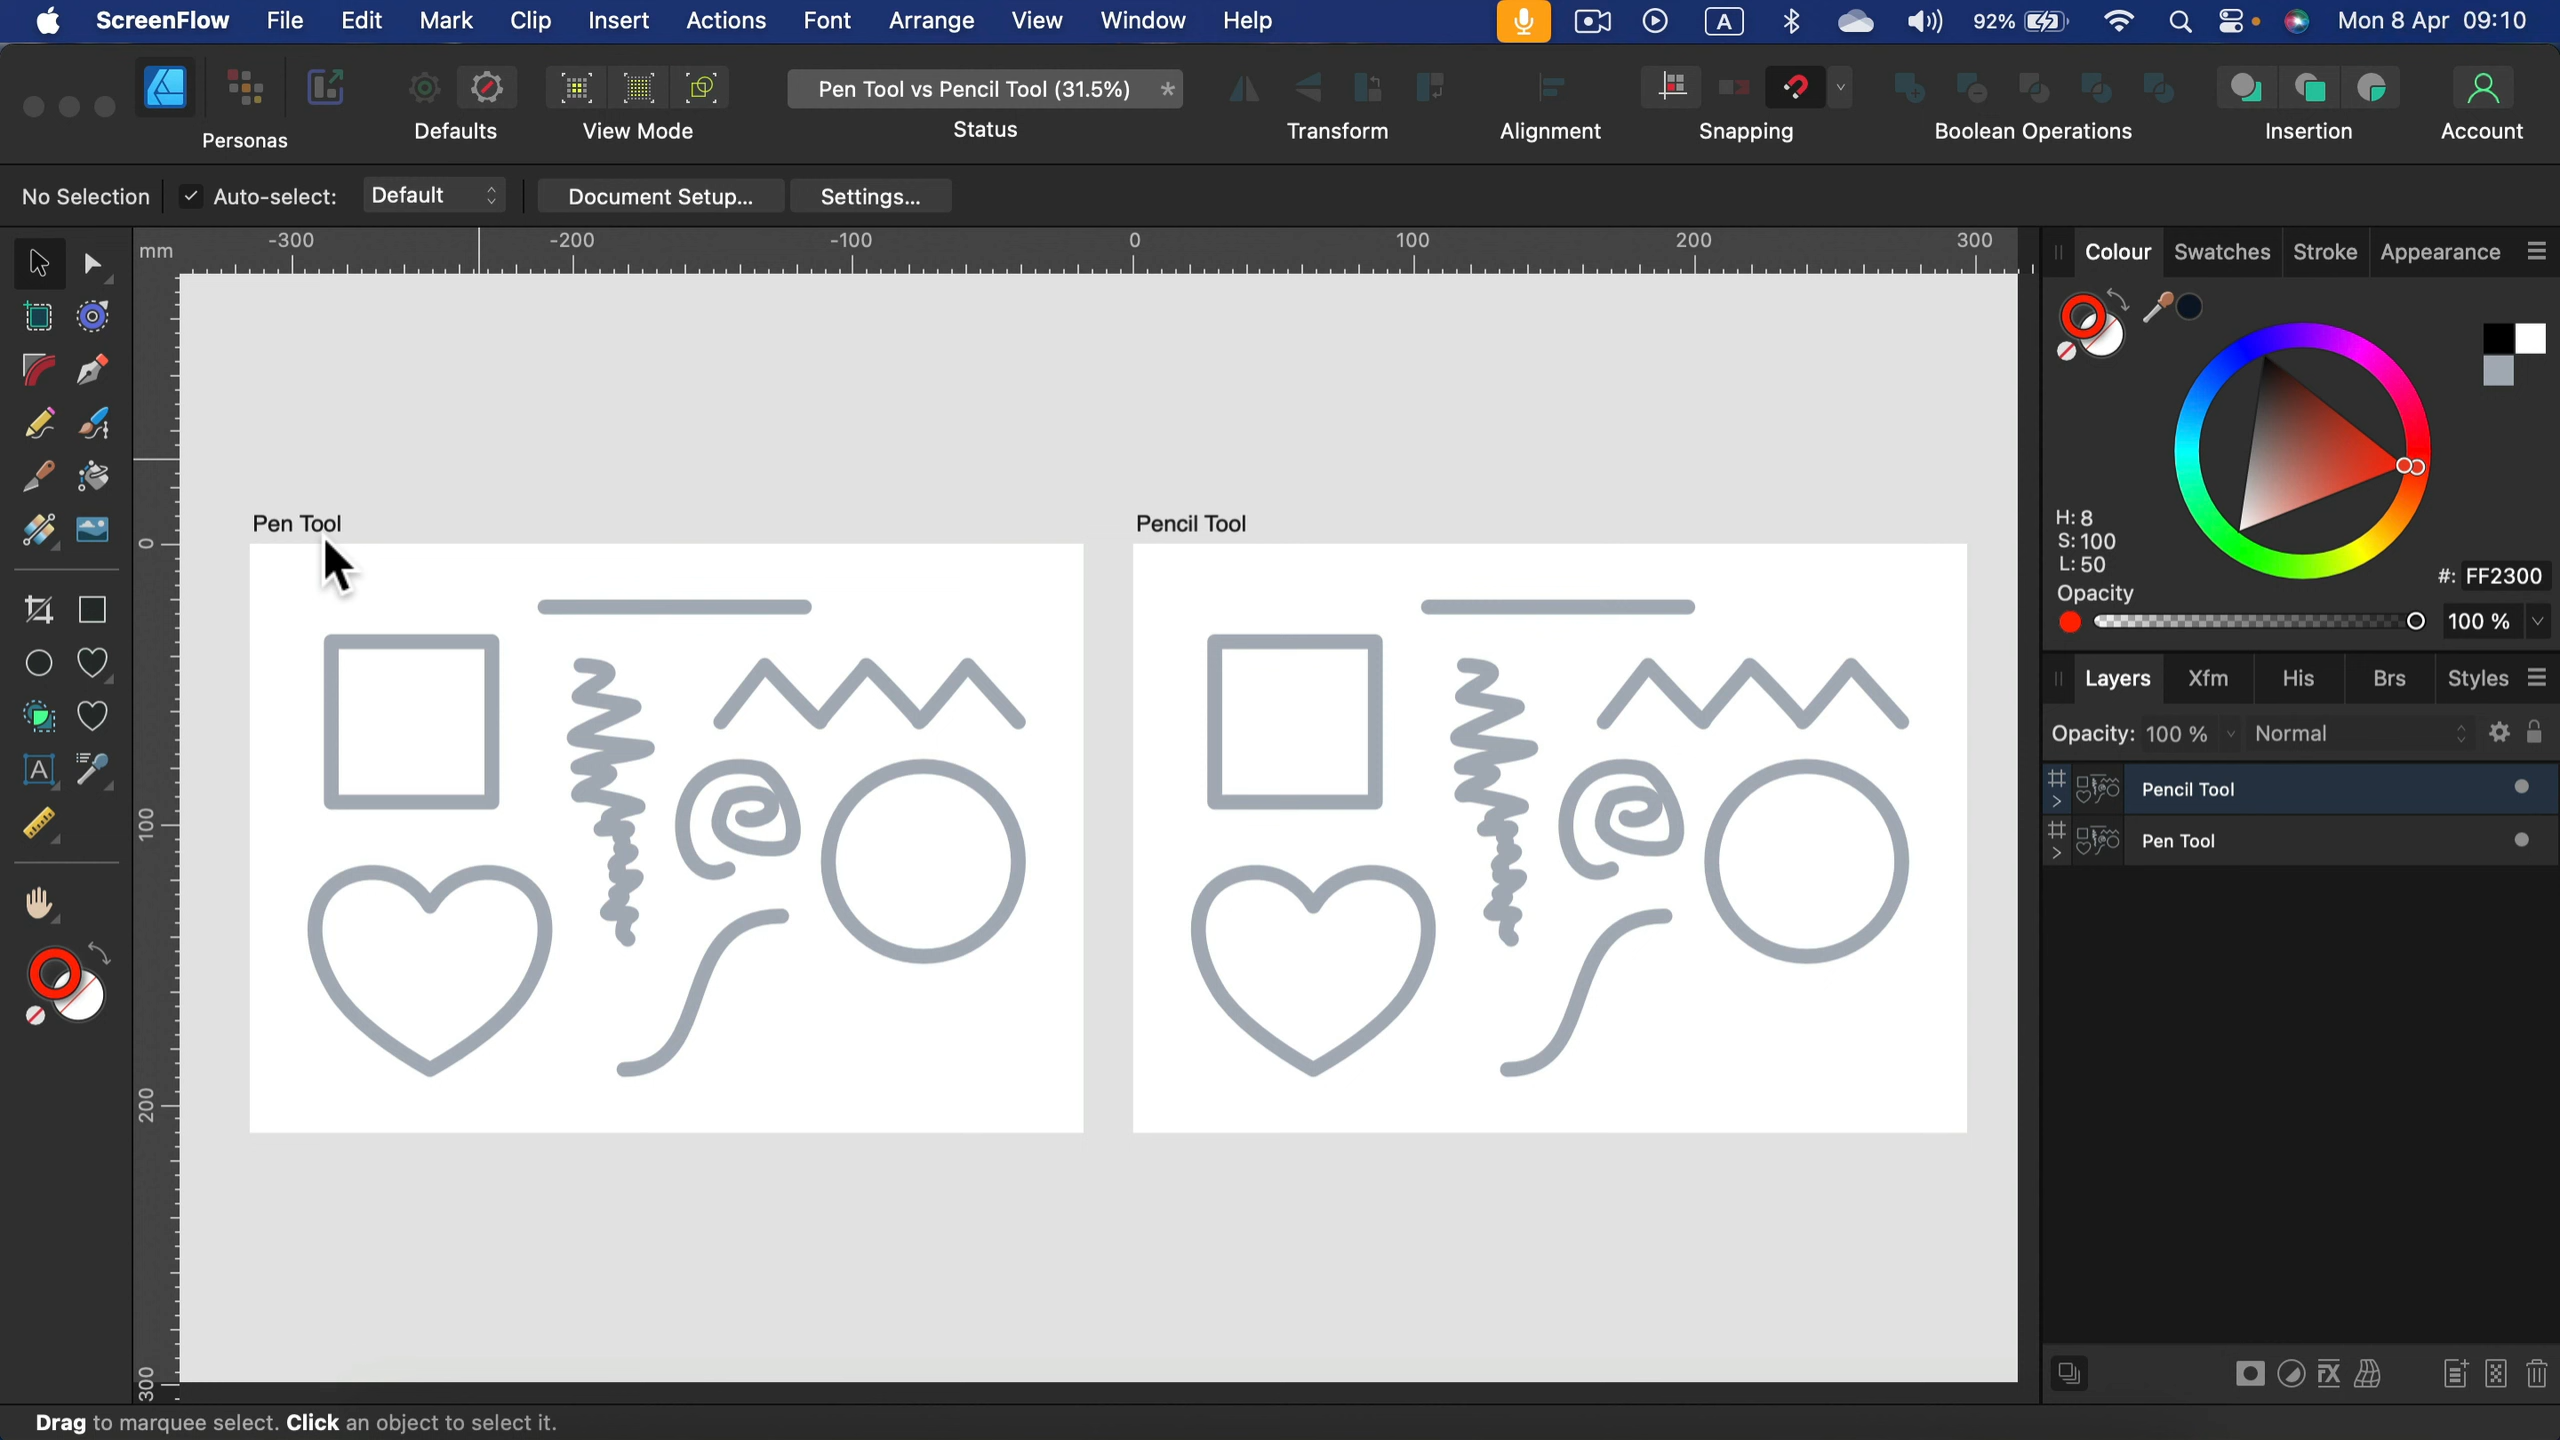 ScreenFlow File Edit Mark Clip Insert Actions Font Arrange View Window Help A 92% Mon 8 Apr 09:10
Pen Tool vs Pencil Tool (31.5%) *
Personas Defaults View Mode Status Transform Alignment Snapping Boolean Operations Insertion Account
No Selection Auto-select: Default Document Setup... Settings...
mm -300 -200 -100 0 100 200 300
Colour Swatches Stroke Appearance
Pen Tool
Pencil Tool
0
100
200
300
A
H: 8
S: 100
L: 50
#: FF2300
Opacity
100 %
Layers Xfm His Brs Styles
Opacity: 100 % Normal
Pencil Tool
Pen Tool
FX
Drag to marquee select. Click an object to select it.